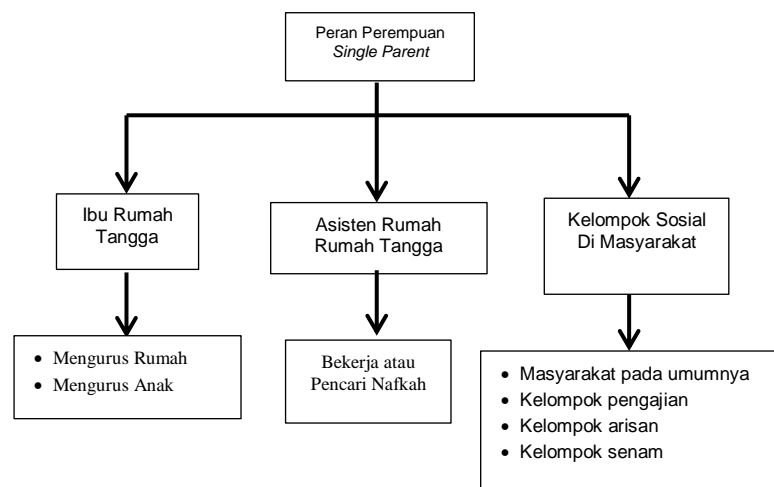 Peran Perempuan
Single Parent
Ibu Rumah
Tangga
Asisten Rumah
Rumah Tangga
Kelompok Sosial
Di Masyarakat
• Mengurus Rumah
• Mengurus Anak
Bekerja atau
Pencari Nafkah
• Masyarakat pada umumnya
• Kelompok pengajian
• Kelompok arisan
• Kelompok senam